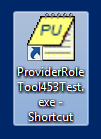 PU
ProviderRole
Tool453Test.
exe -
Shortcut